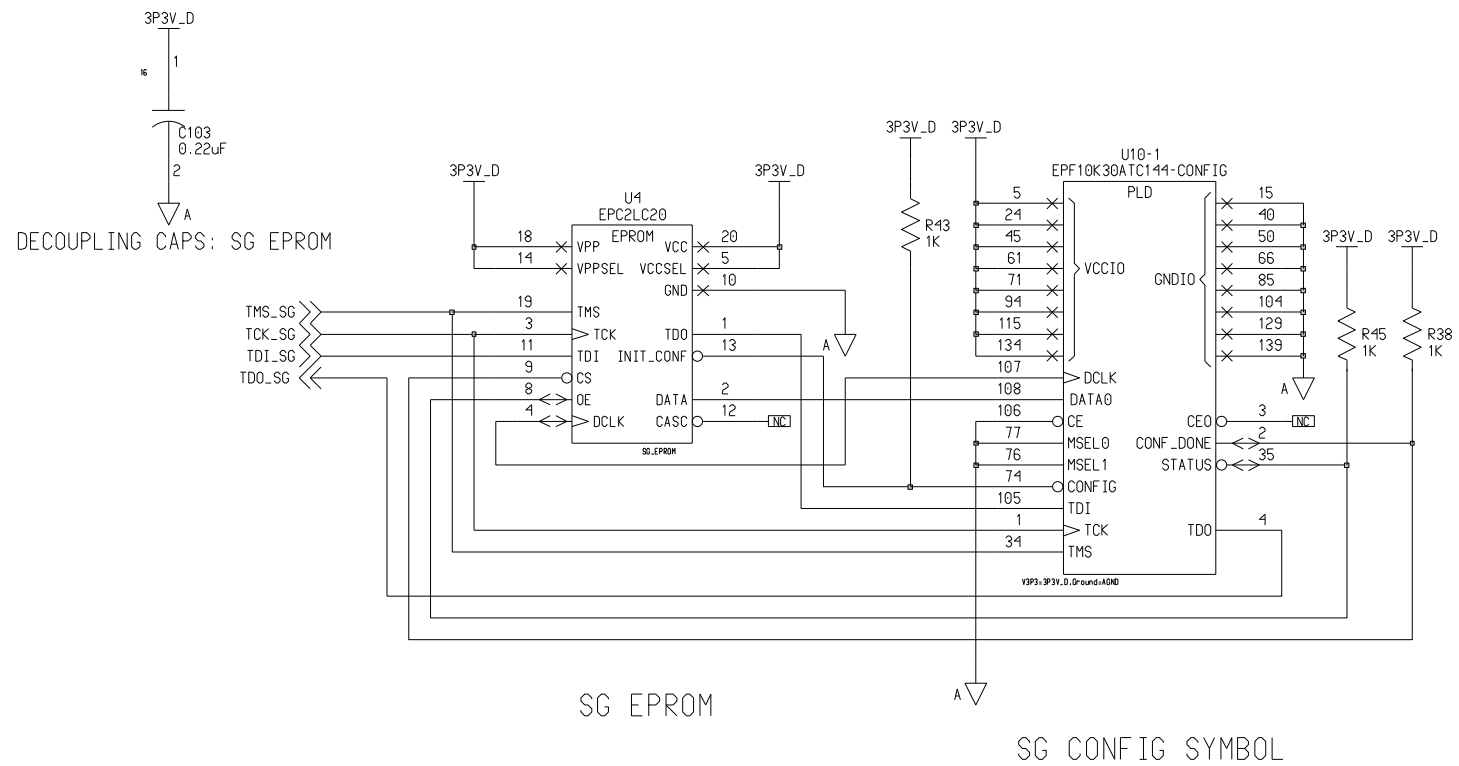 3P3V_D
1
16
C103
0.22uF
2
A
DECOUPLING CAPS: SG EPROM
3P3V_D
3P3V_D
U4
EPC2LC20
EPROM
18 VPP
14 VPPSEL
19 TMS
3 TCK
11 TDI
9 CS
8 OE
4 DCLK
VCC 20
VCCSEL 5
GND 10
TDO 1
INIT_CONF 13
DATA 2
CASC 12 NC
A
SG_EPROM
TMS_SG
TCK_SG
TDI_SG
TDO_SG
3P3V_D
3P3V_D
R43
1K
U10-1
EPF10K30ATC144-CONFIG
PLD
5
24
45
61
71
94
115
134
VCCIO
107 DCLK
108 DATA0
106 CE
77 MSEL0
76 MSEL1
74 CONFIG
105 TDI
1 TCK
34 TMS
15
40
50
66
85
104
129
139
GNDIO
A
CEO 3 NC
CONF_DONE 2
STATUS 35
TDO 4
V3P3=3P3V_D,Ground=AGND
3P3V_D
3P3V_D
R45
1K
R38
1K
A
SG EPROM
SG CONFIG SYMBOL